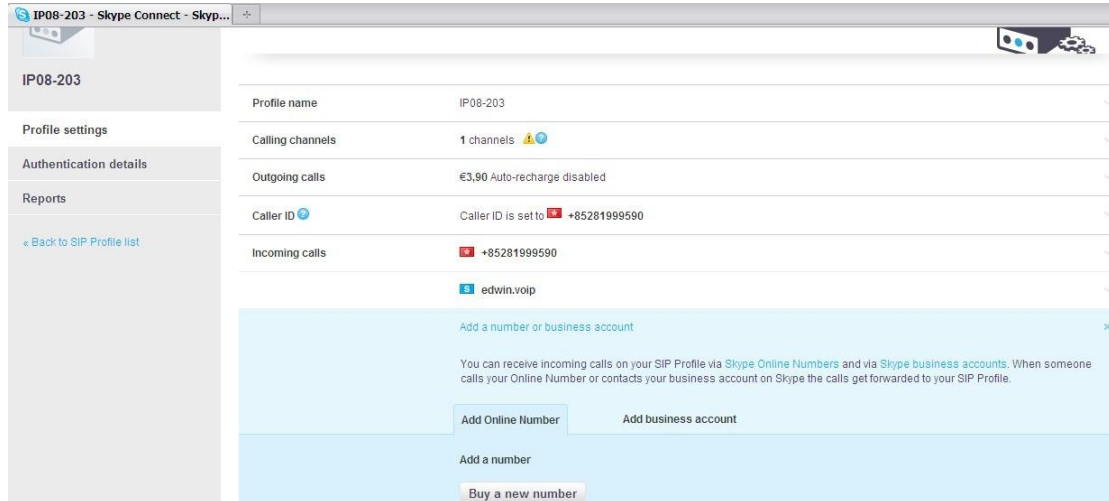 IP08-203 - Skype Connect - Skyp...
IP08-203
Profile settings
Authentication details
Reports
« Back to SIP Profile list
Profile name IP08-203
Calling channels 1 channels
Outgoing calls €3,90 Auto-recharge disabled
Caller ID Caller ID is set to +85281999590
Incoming calls +85281999590
S edwin.voip
Add a number or business account
You can receive incoming calls on your SIP Profile via Skype Online Numbers and via Skype business accounts. When someone
calls your Online Number or contacts your business account on Skype the calls get forwarded to your SIP Profile.
Add Online Number Add business account
Add a number
Buy a new number